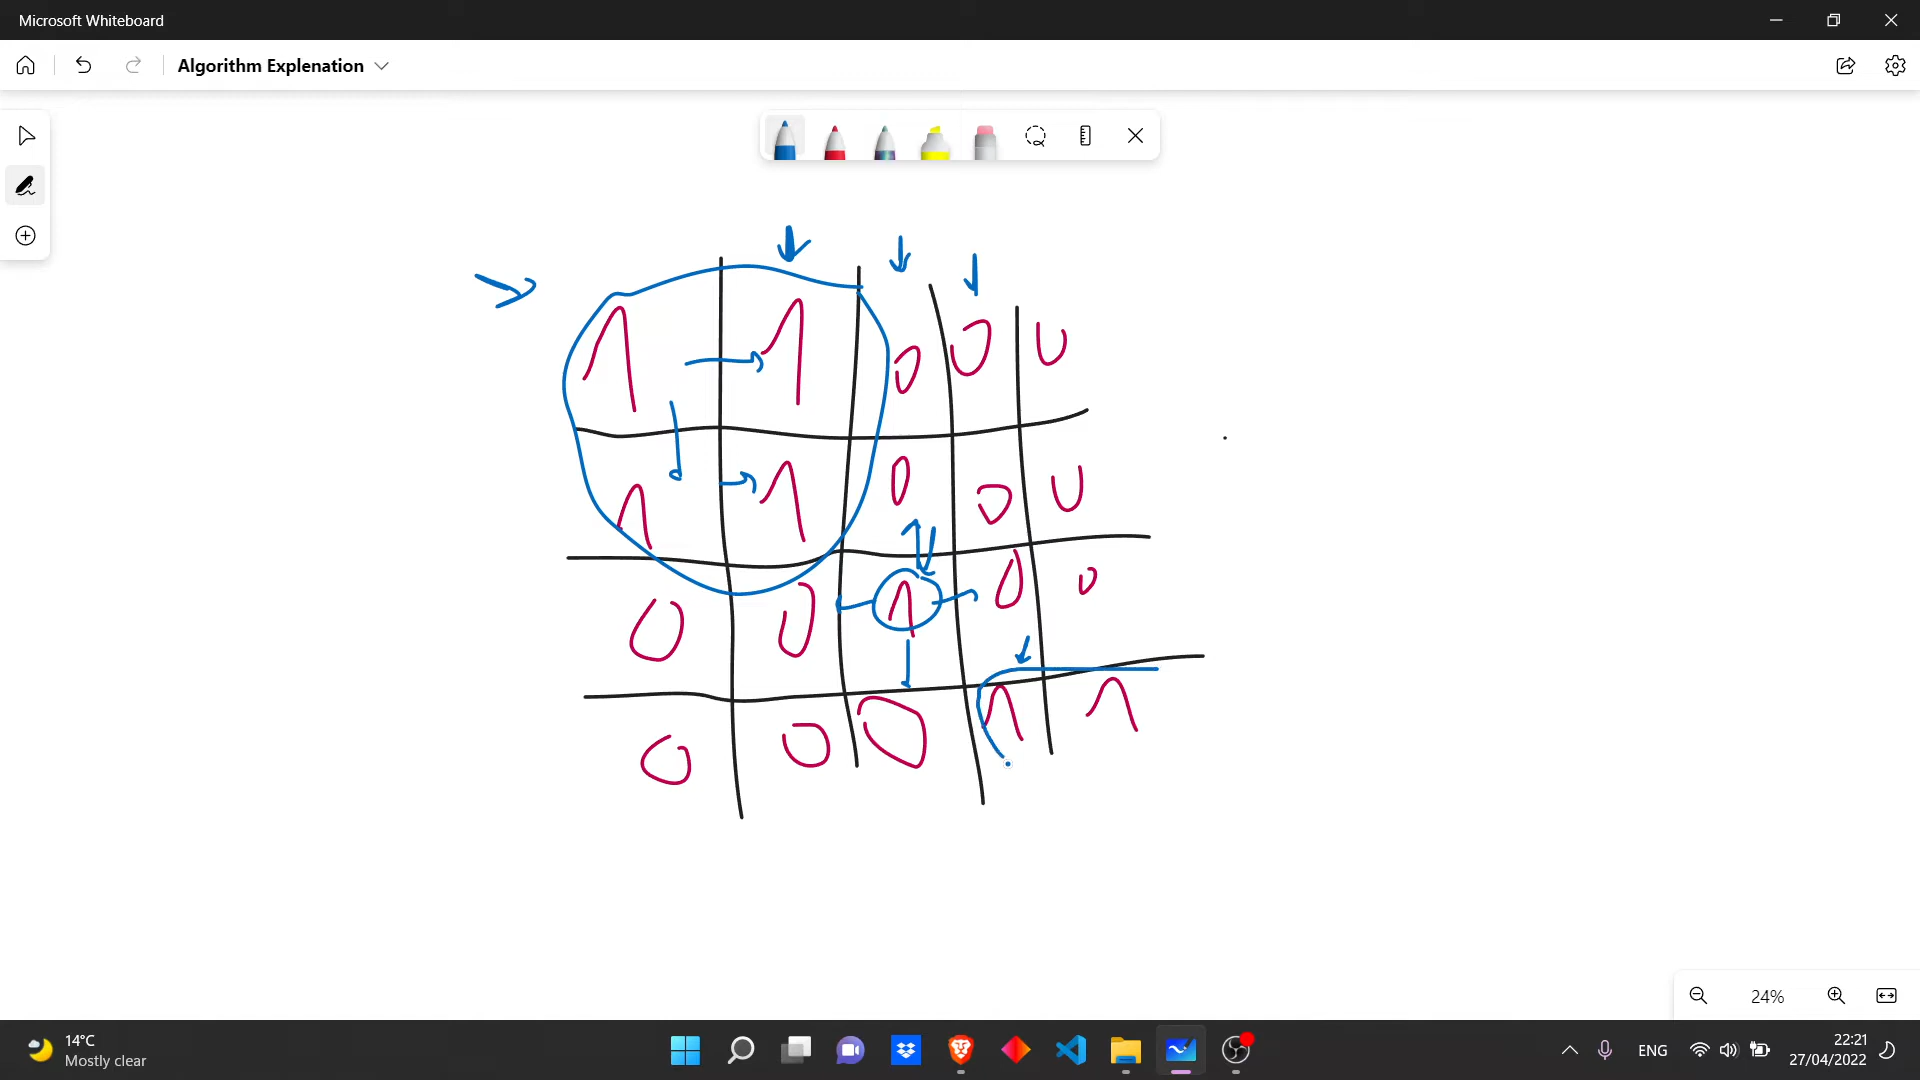 Microsoft Whiteboard
Algorithm Explenation
1 1 0 0 0
1 1 0 0 0
0 0 1 0 0
0 0 0 1 1
24%
14°C
Mostly clear
ENG
22:21
27/04/2022